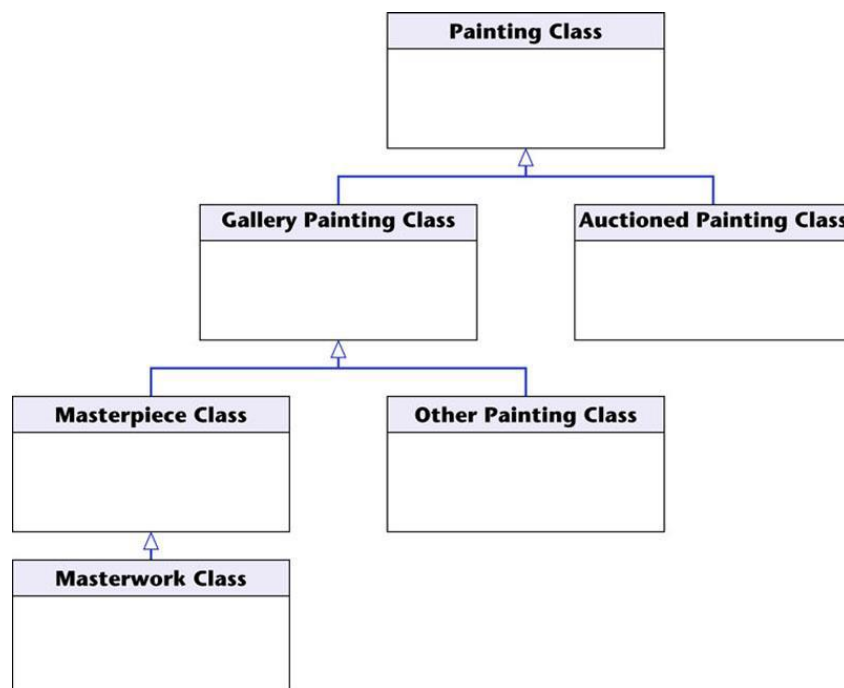 Painting Class
Gallery Painting Class
Auctioned Painting Class
Masterpiece Class
Other Painting Class
Masterwork Class